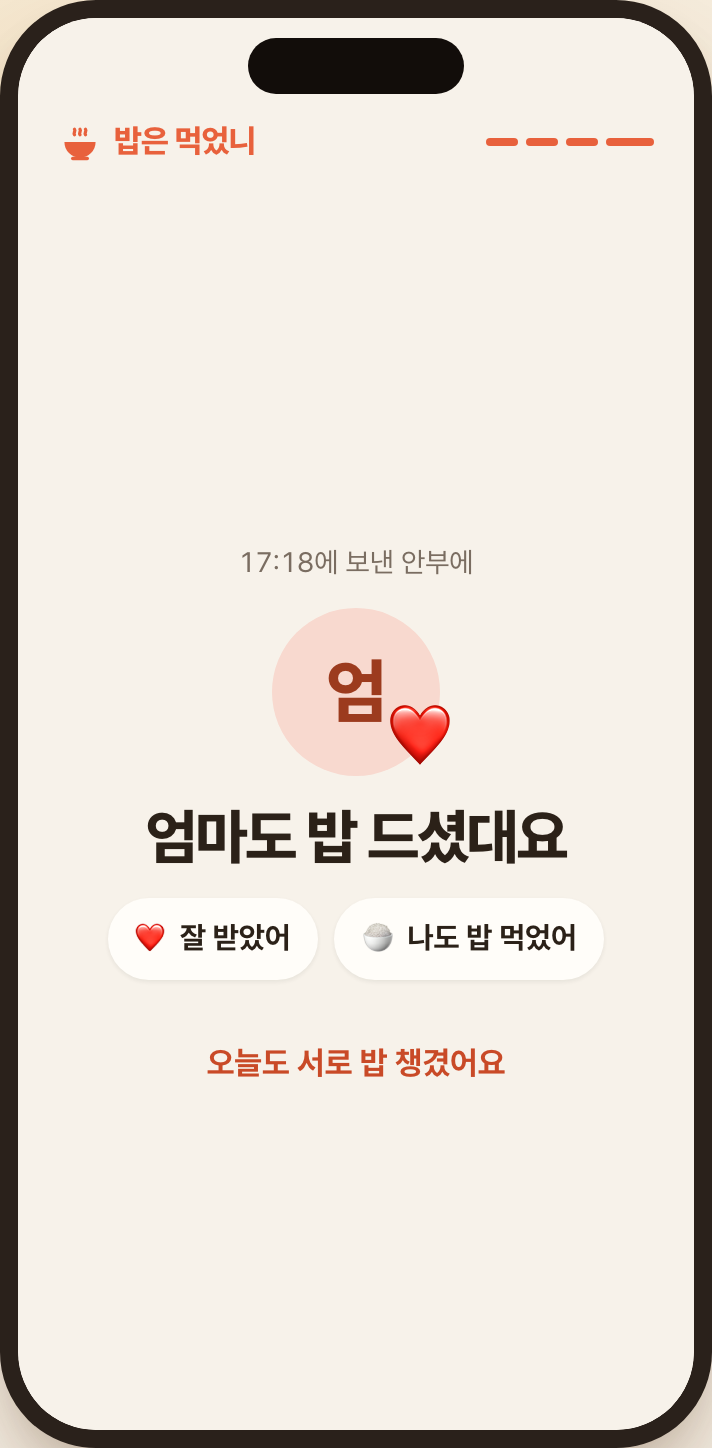 밥은 먹었니
17:18에 보낸 안부에
엄
엄마도 밥 드셨대요
잘 받았어
나도 밥 먹었어
오늘도 서로 밥 챙겼어요